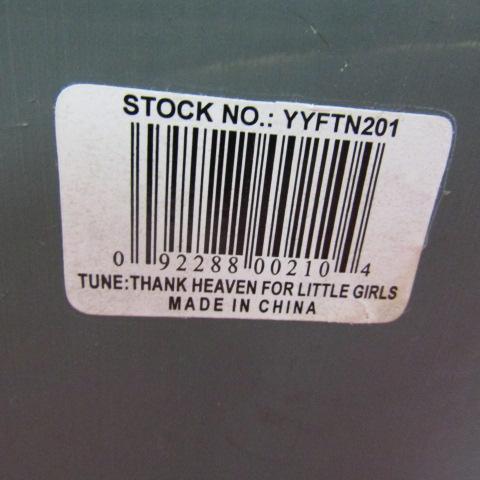 STOCK NO.: YYFTN201
0 92288 00210 4
TUNE:THANK HEAVEN FOR LITTLE GIRLS
MADE IN CHINA